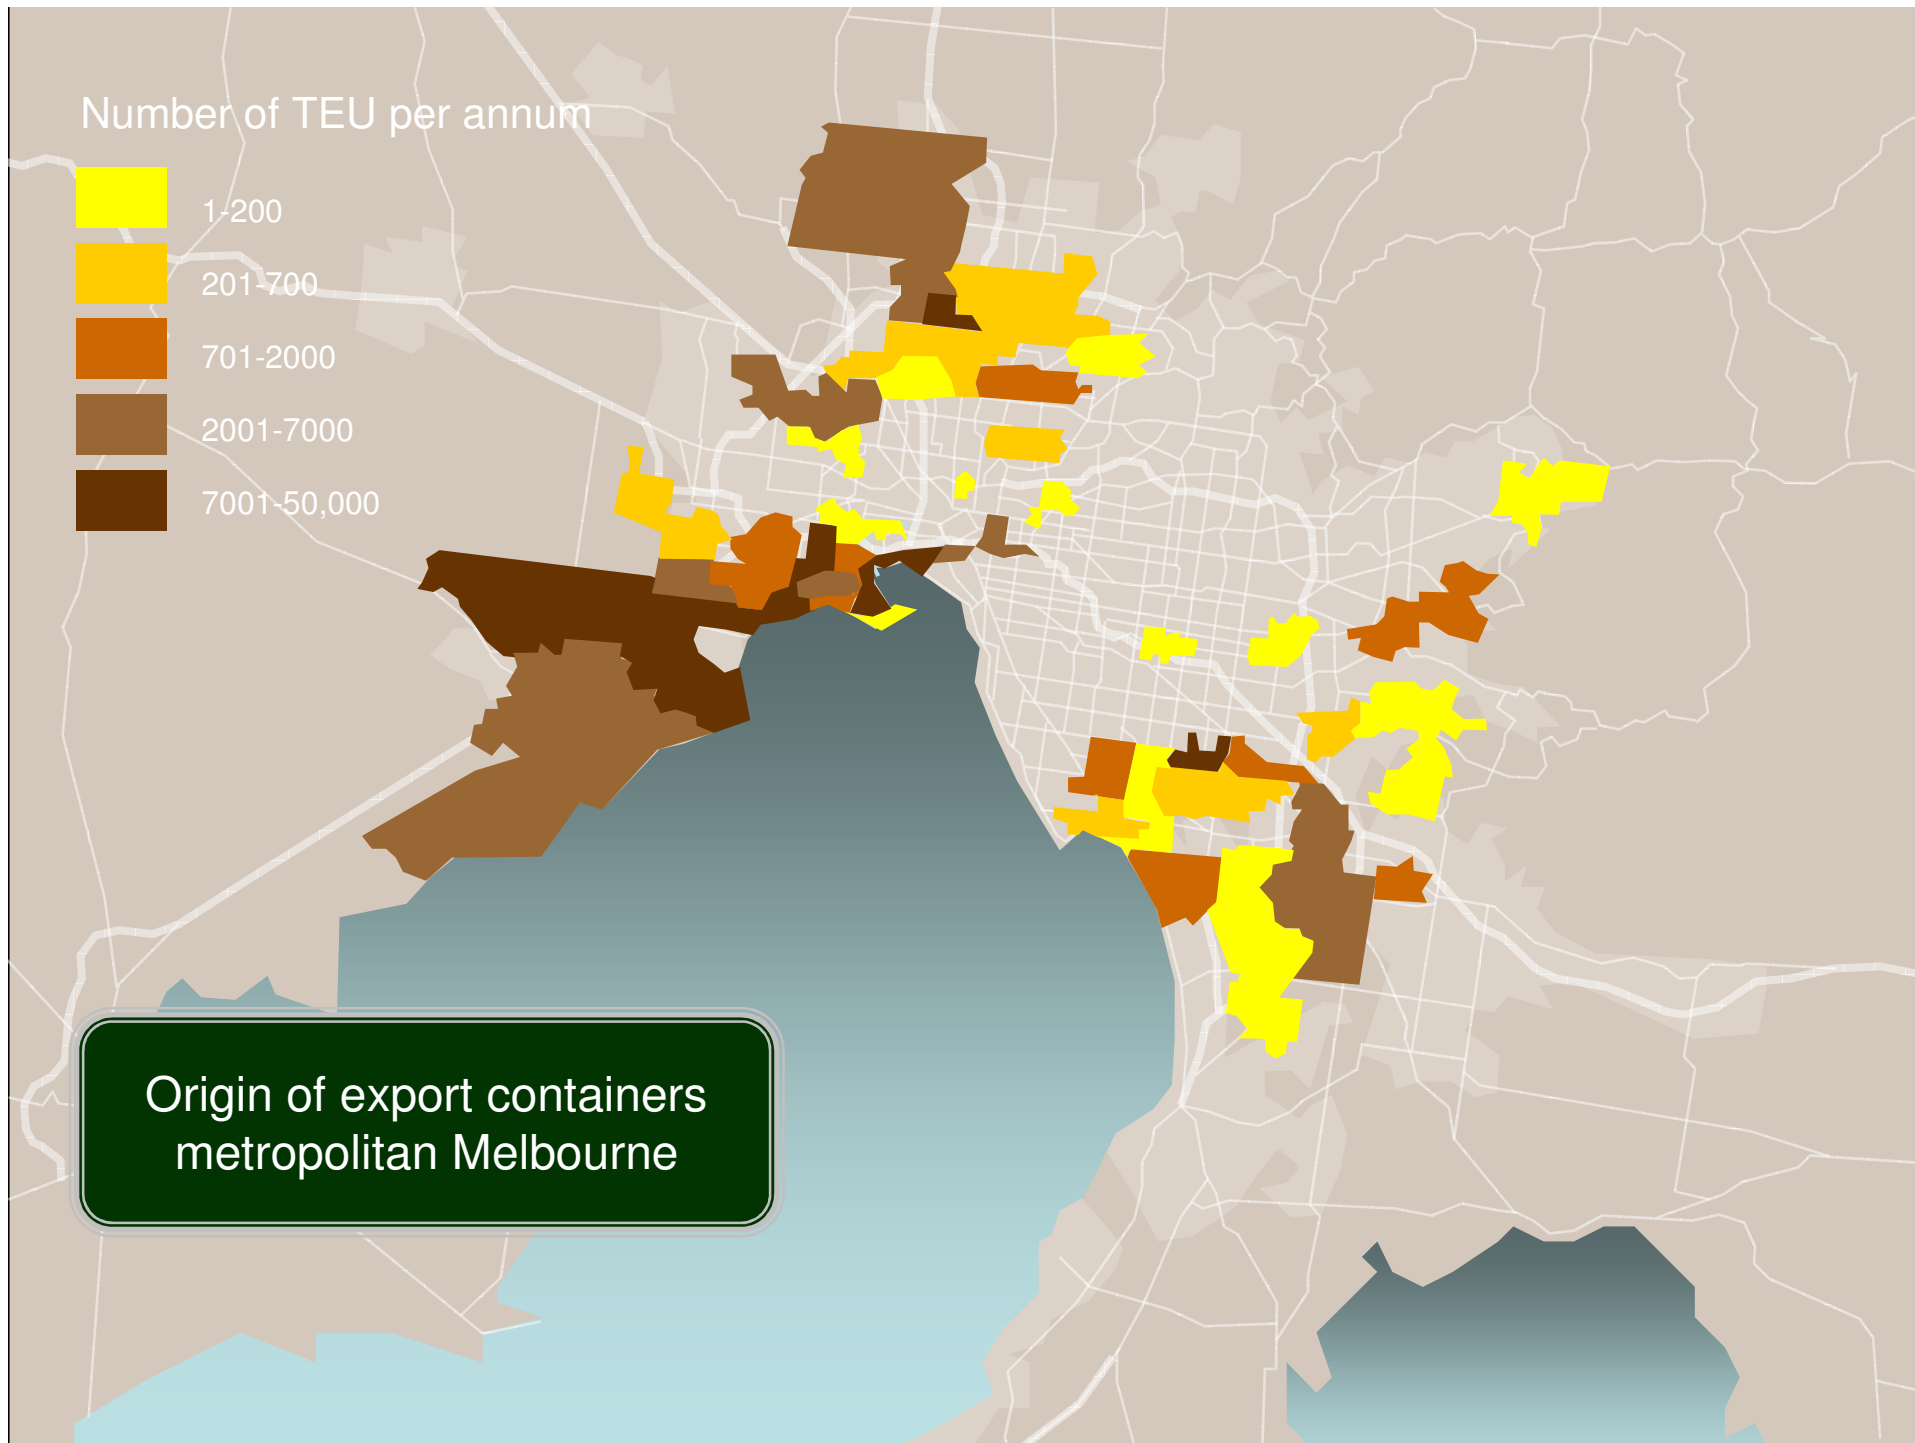 Number of TEU per annum
1-200
201-700
701-2000
2001-7000
7001-50,000
Origin of export containers
metropolitan Melbourne